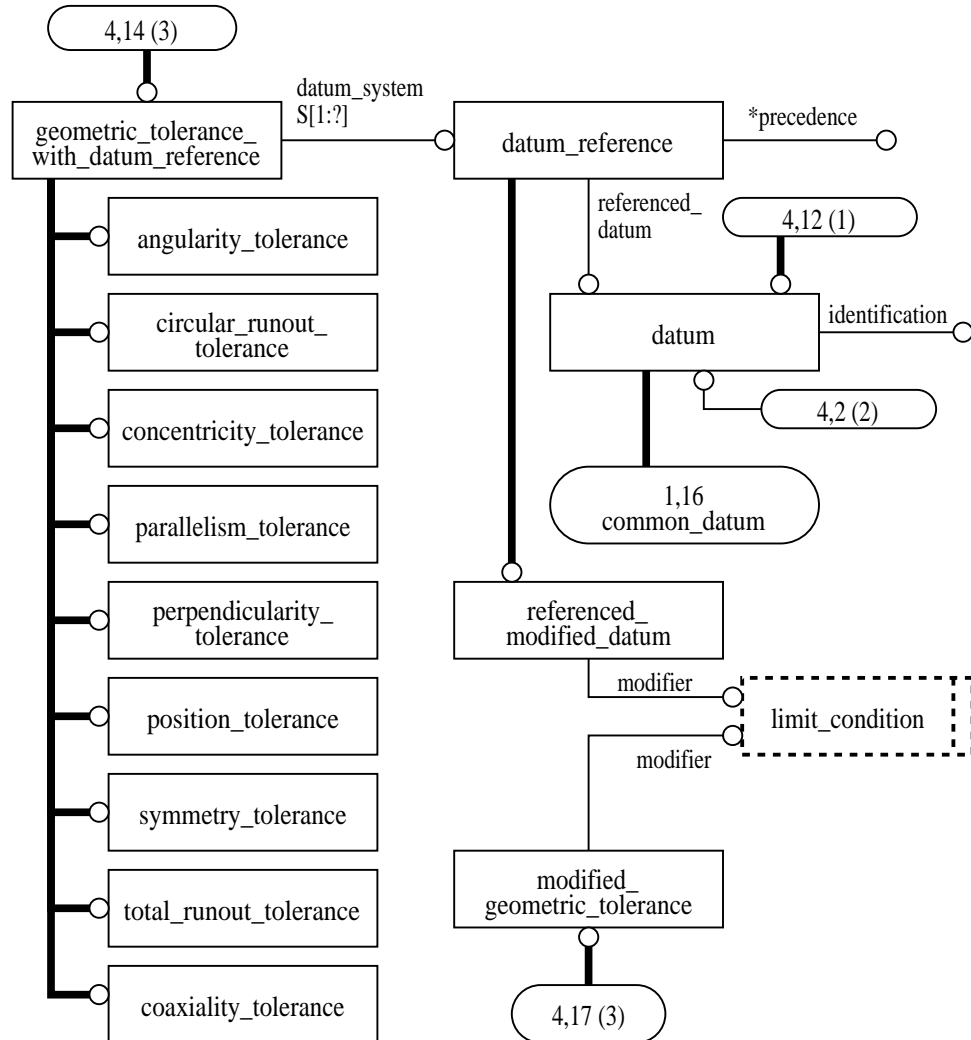 4,14 (3)
datum_system
S[1:?]
geometric_tolerance_
with_datum_reference
datum_reference
*precedence
referenced_
datum
4,12 (1)
angularity_tolerance
circular_runout_
tolerance
datum
identification
4,2 (2)
concentricity_tolerance
1,16
common_datum
parallelism_tolerance
perpendicularity_
tolerance
referenced_
modified_datum
modifier
position_tolerance
limit_condition
modifier
symmetry_tolerance
modified_
geometric_tolerance
total_runout_tolerance
coaxiality_tolerance
4,17 (3)